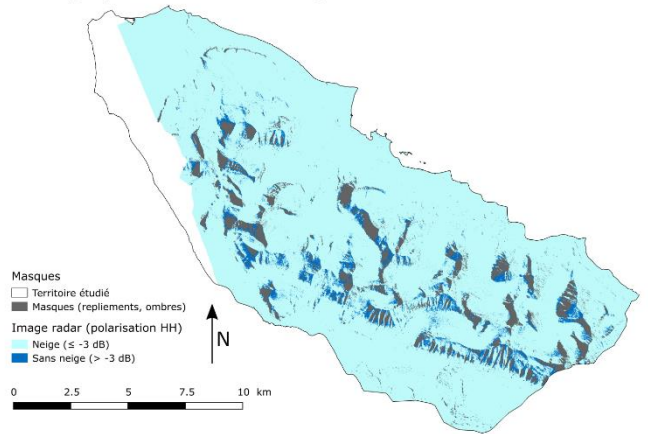 Masques
Territoire étudié
Masques (repliements, ombres)
Image radar (polarisation HH)
Neige (≤ -3 dB)
Sans neige (> -3 dB)
N
0 2.5 5 7.5 10 km